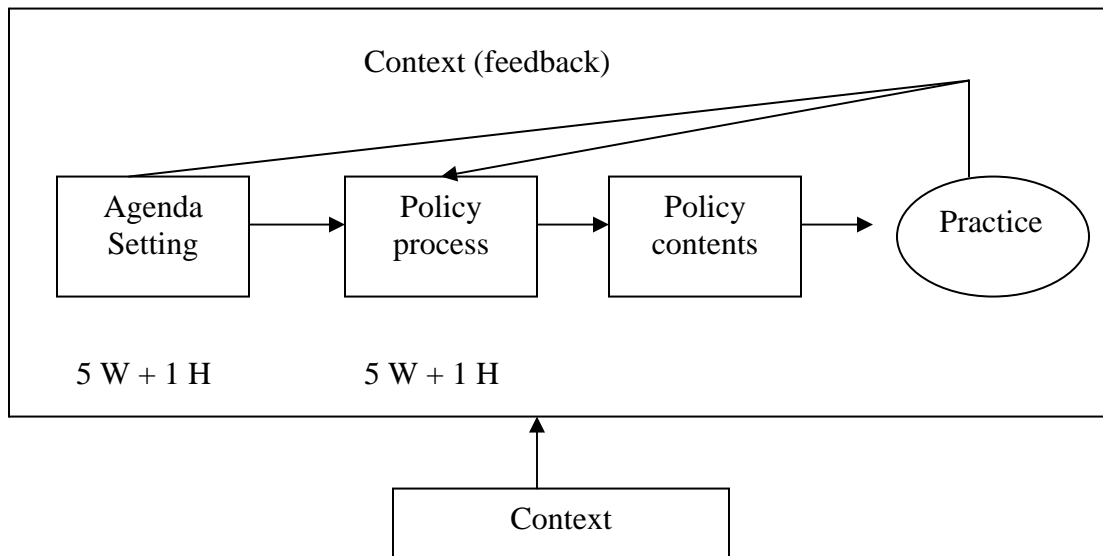 Context (feedback)
Agenda
Setting
Policy
process
Policy
contents
Practice
5 W + 1 H
5 W + 1 H
Context